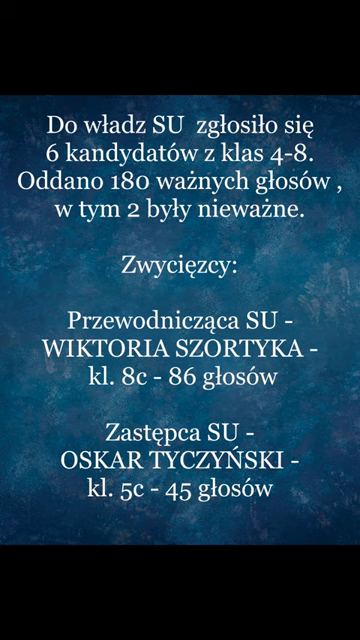 Do władz SU zgłosiło się
6 kandydatów z klas 4-8.
Oddano 180 ważnych głosów ,
w tym 2 były nieważne.
Zwycięzcy:
Przewodnicząca SU -
WIKTORIA SZORTYKA -
kl. 8c - 86 głosów
Zastępca SU -
OSKAR TYCZYŃSKI -
kl. 5c - 45 głosów